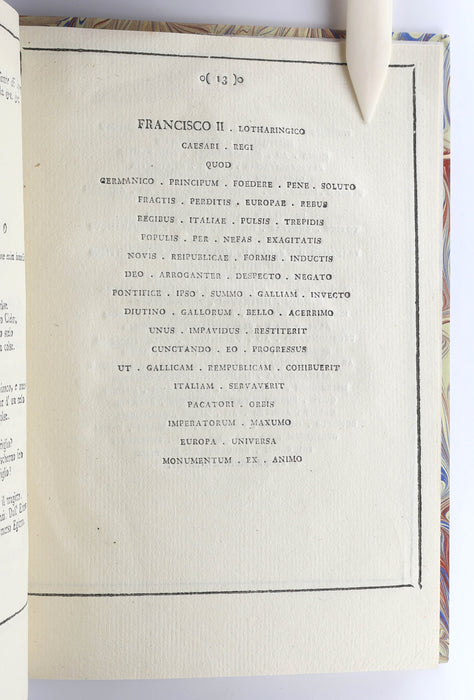 o( 13 )o
FRANCISCO II . LOTHARINGICO
CAESARI . REGI
QUOD
GERMANICO . PRINCIPUM . FOEDERE . PENE . SOLUTO
FRACTIS . PERDITIS . EUROPAE . REBUS
REGIBUS . ITALIAE . PULSIS . TREPIDIS
POPULIS . PER . NEFAS . EXAGITATIS
NOVIS . REIPUBLICAE . FORMIS . INDUCTIS
DEO . ARROGANTER . DESPECTO . NEGATO
PONTIFICE . IPSO . SUMMO . GALLIAM . INVECTO
DIUTINO . GALLORUM . BELLO . ACERRIMO
UNUS . IMPAVIDUS . RESTITERIT
CUNCTANDO . EO . PROGRESSUS
UT . GALLICAM . REMPUBLICAM . COHIBUERIT
ITALIAM . SERVAVERIT
PACATORI . ORBIS
IMPERATORUM . MAXUMO
EUROPA . UNIVERSA
MONUMENTUM . EX . ANIMO